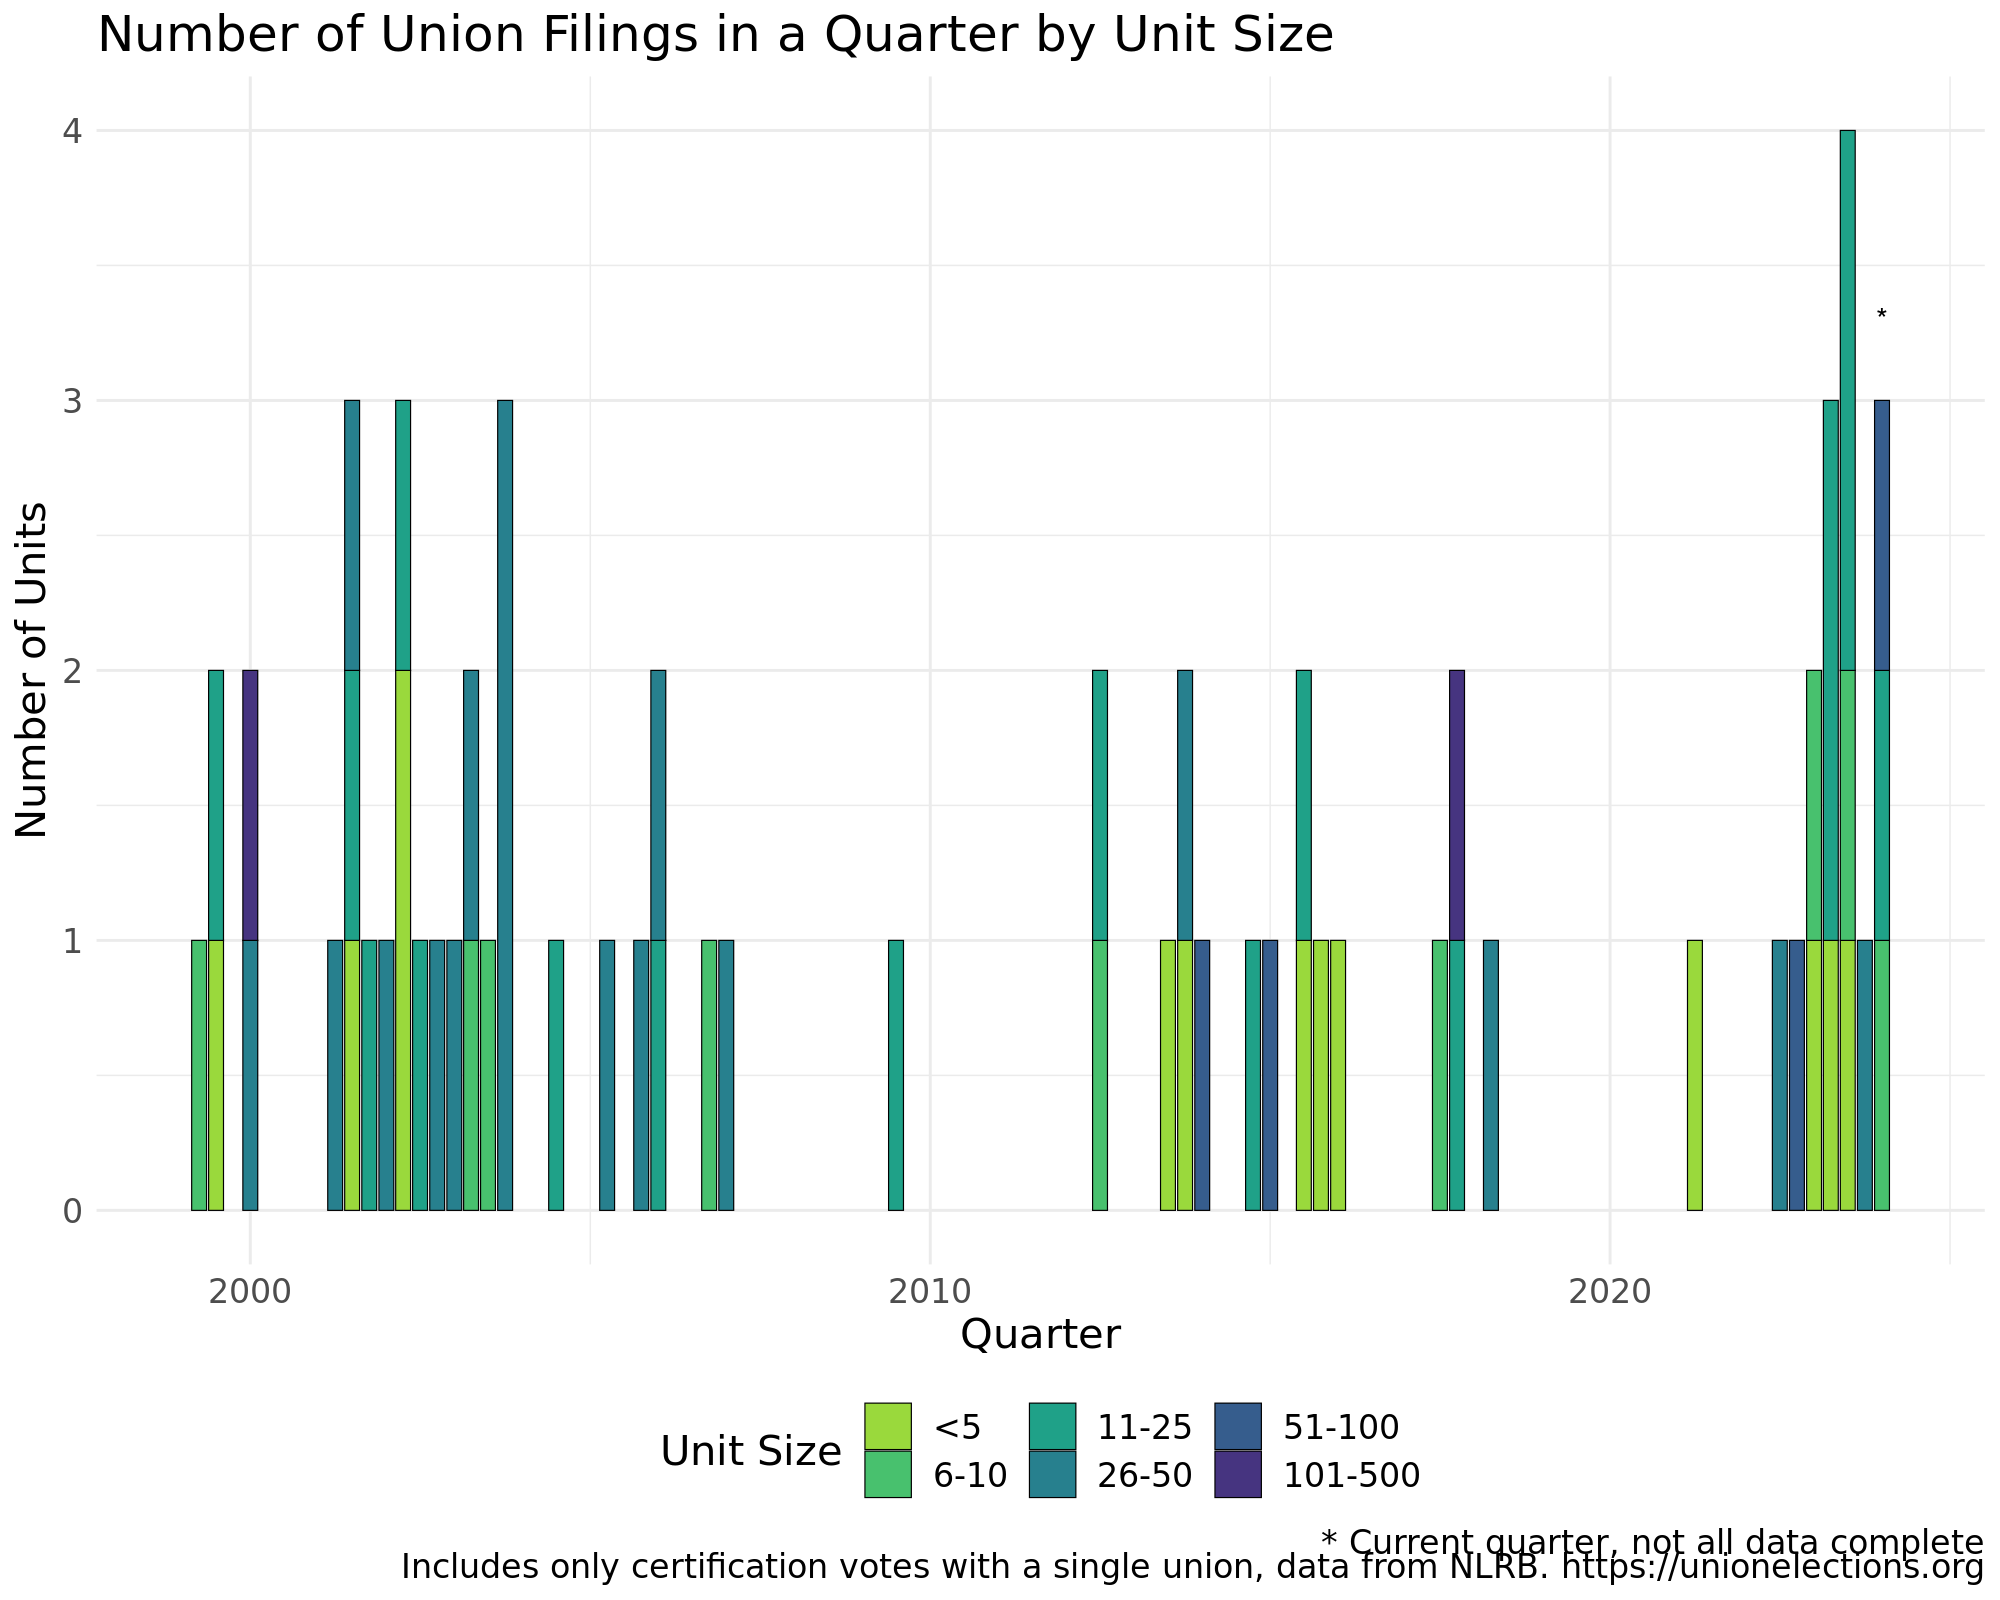 Number of Union Filings in a Quarter by Unit Size
4
*
3
2
1
0
Number of Units
2000 2010 2020
Quarter
Unit Size
<5 11-25 51-100
6-10 26-50 101-500
* Current quarter, not all data complete
Includes only certification votes with a single union, data from NLRB. https://unionelections.org